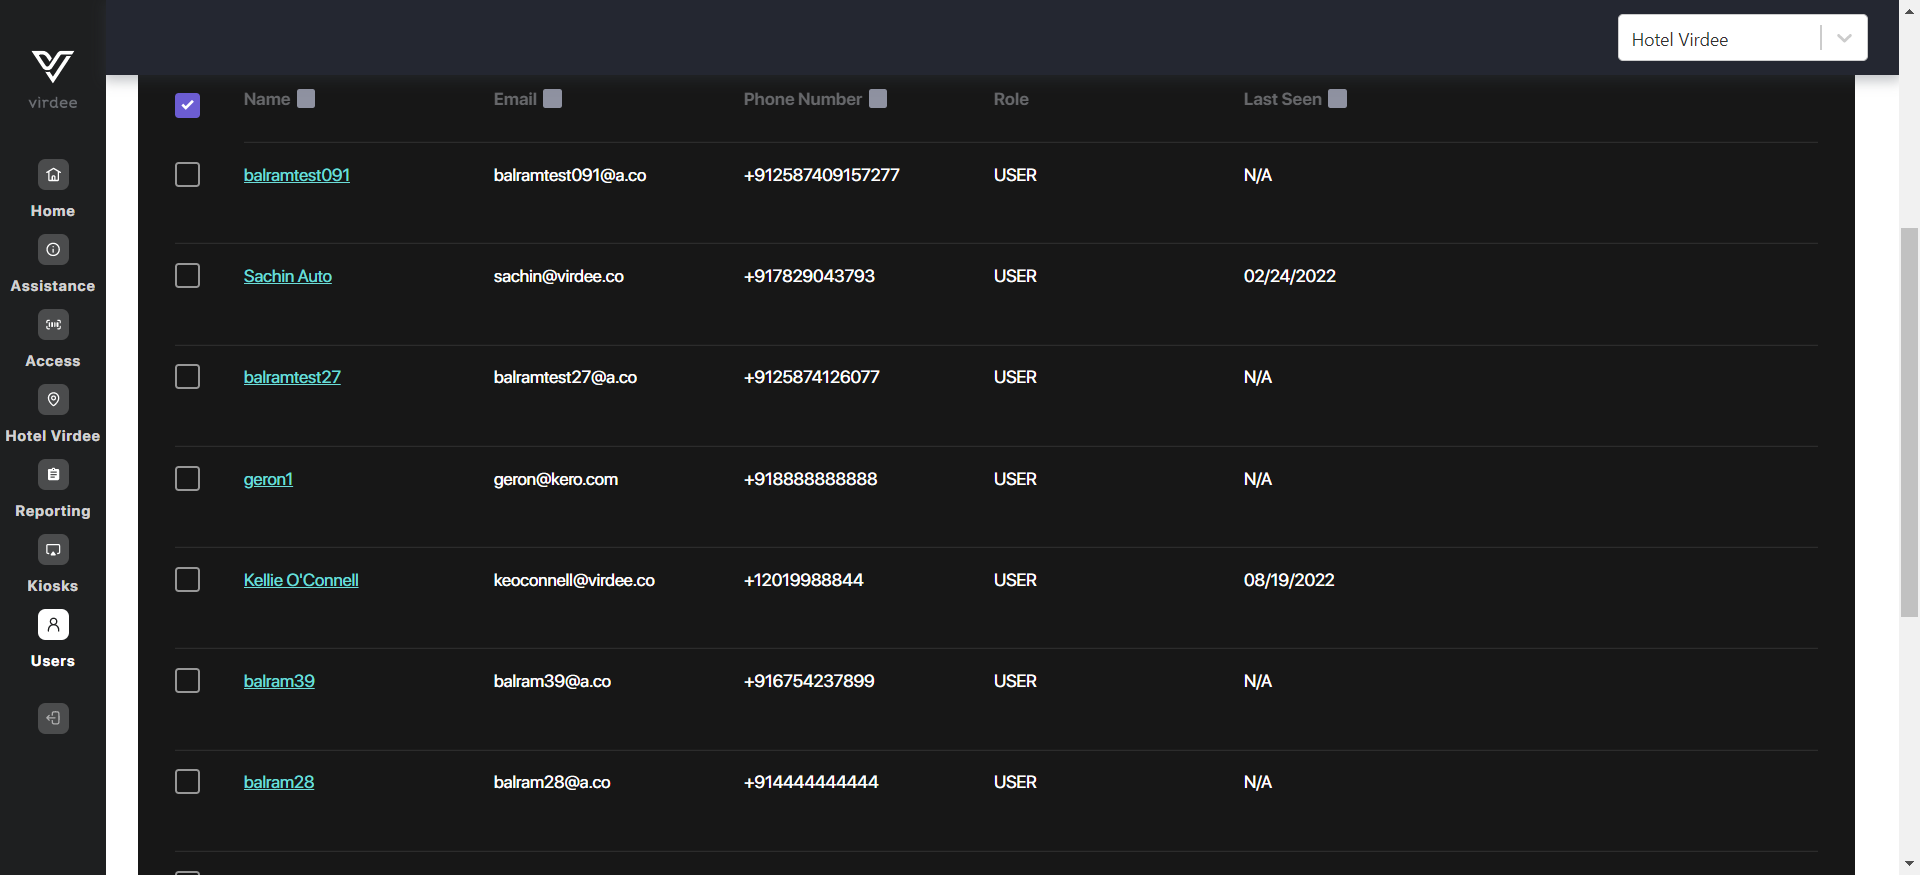 Hotel Virdee
virdee
Home
Assistance
Access
Hotel Virdee
Reporting
Kiosks
Users
Name Email Phone Number Role Last Seen
balramtest091 balramtest091@a.co +912587409157277 USER N/A
Sachin Auto sachin@virdee.co +917829043793 USER 02/24/2022
balramtest27 balramtest27@a.co +9125874126077 USER N/A
geron1 geron@kero.com +918888888888 USER N/A
Kellie O'Connell keoconnell@virdee.co +12019988844 USER 08/19/2022
balram39 balram39@a.co +916754237899 USER N/A
balram28 balram28@a.co +914444444444 USER N/A